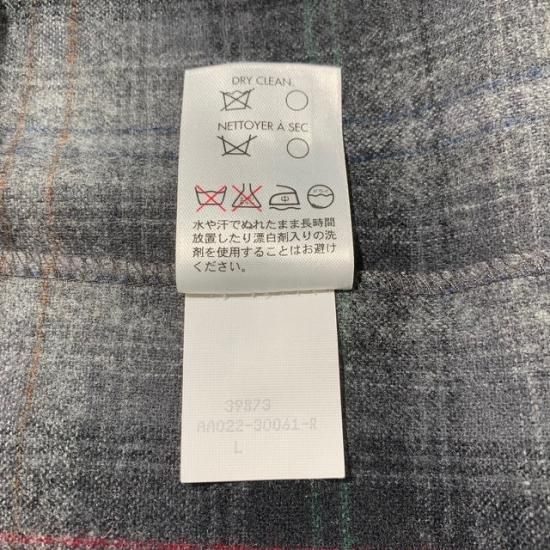 DRY CLEAN
NETTOYER À SEC
中
水や汗でぬれたまま長時間
放置したり漂白剤入りの洗
剤を使用することはお避け
ください。
39873
AA022-30061-R
L